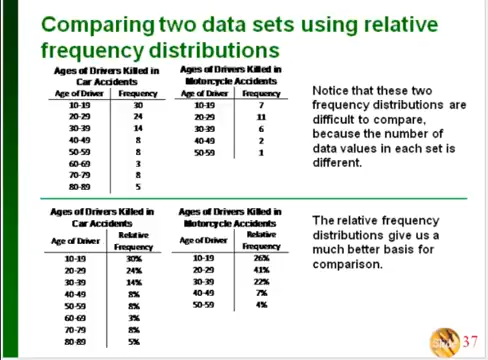 Comparing two data sets using relative
frequency distributions
Ages of Drivers Killed in
Car Accidents
Age of Driver Frequency
10-19 30
20-29 24
30-39 14
40-49 8
50-59 8
60-69 3
70-79 8
80-89 5
Ages of Drivers Killed in
Motorcycle Accidents
Age of Driver Frequency
10-19 7
20-29 11
30-39 6
40-49 2
50-59 1
Notice that these two
frequency distributions are
difficult to compare,
because the number of
data values in each set is
different.
Ages of Drivers Killed in
Car Accidents
Age of Driver Relative
Frequency
10-19 30%
20-29 24%
30-39 14%
40-49 8%
50-59 8%
60-69 3%
70-79 8%
80-89 5%
Ages of Drivers Killed in
Motorcycle Accidents
Age of Driver Relative
Frequency
10-19 26%
20-29 41%
30-39 22%
40-49 7%
50-59 4%
The relative frequency
distributions give us a
much better basis for
comparison.
Slide 37